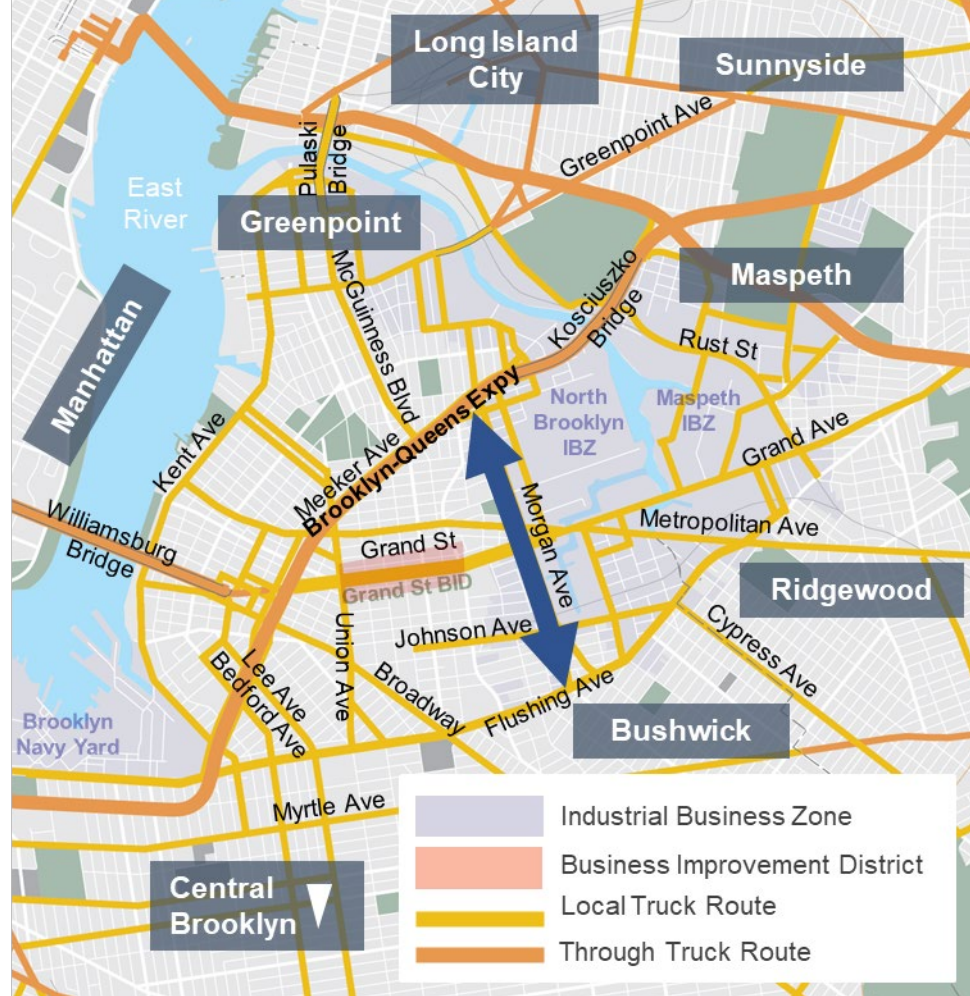 Long Island
City
Sunnyside
Greenpoint Ave
Pulaski
Bridge
East
River
Greenpoint
Manhattan
McGuinness Blvd
Kosciuszko
Bridge
Maspeth
Rust St
North
Brooklyn
IBZ
Maspeth
IBZ
Grand Ave
Kent Ave
Meeker Ave
Brooklyn-Queens Expy
Williamsburg
Bridge
Grand St
Grand St BID
Morgan Ave
Metropolitan Ave
Ridgewood
Cypress Ave
Johnson Ave
Union Ave
Broadway
Flushing Ave
Lee Ave
Bedford Ave
Bushwick
Brooklyn
Navy Yard
Myrtle Ave
Central
Brooklyn
Industrial Business Zone
Business Improvement District
Local Truck Route
Through Truck Route